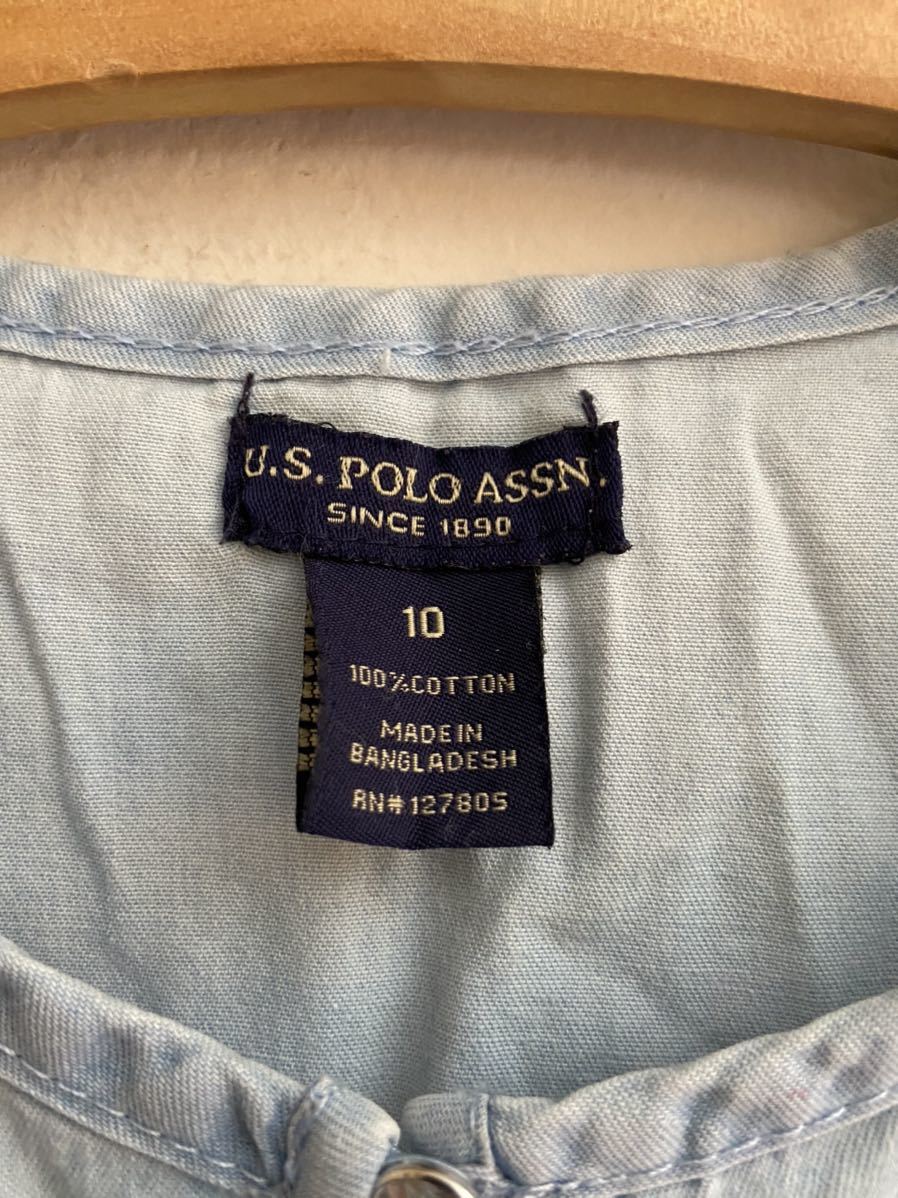 U.S. POLO ASSN.
SINCE 1890
10
100%COTTON
MADE IN
BANGLADESH
RN#127805